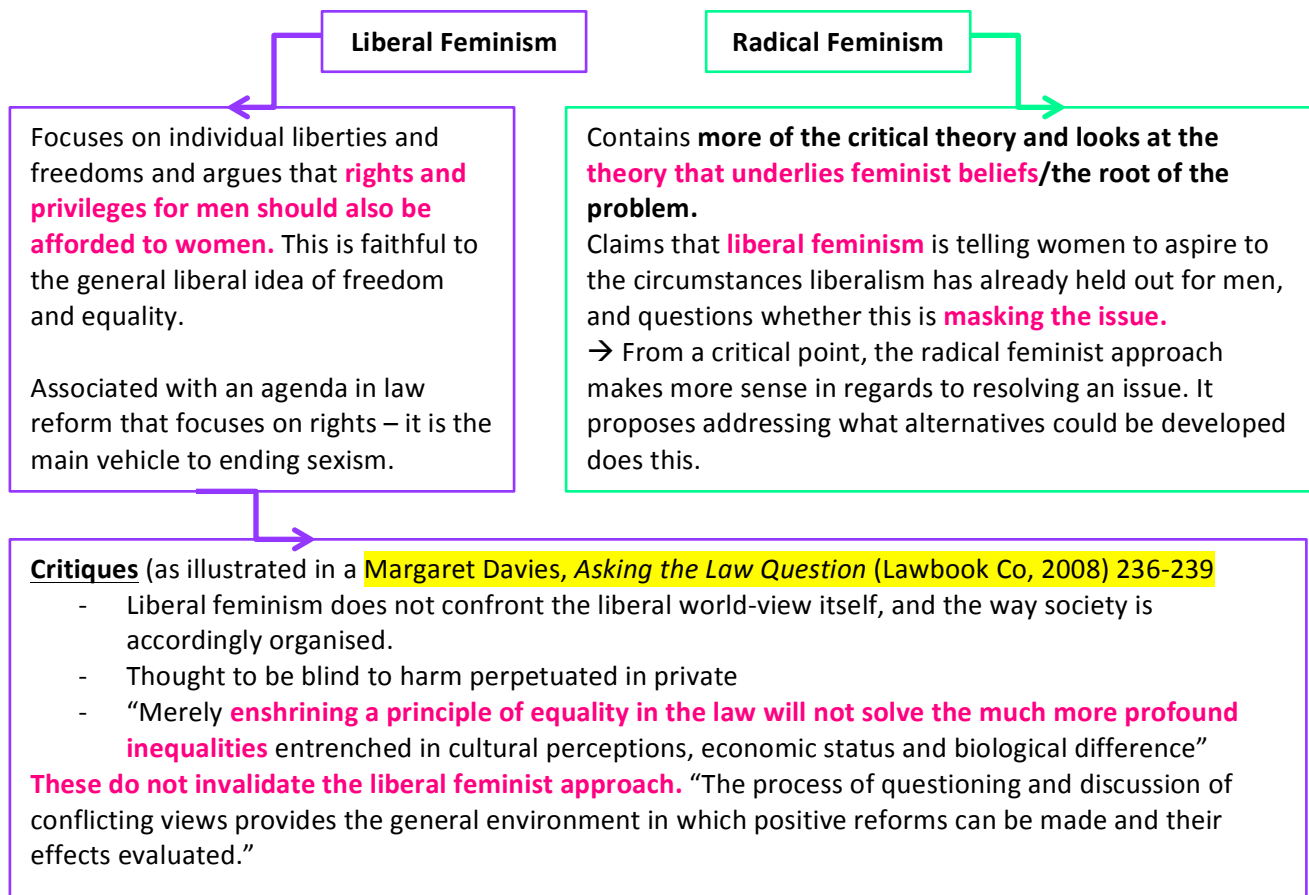 Liberal Feminism
Radical Feminism
Focuses on individual liberties and
freedoms and argues that rights and
privileges for men should also be
afforded to women. This is faithful to
the general liberal idea of freedom
and equality.
Associated with an agenda in law
reform that focuses on rights – it is the
main vehicle to ending sexism.
Contains more of the critical theory and looks at the
theory that underlies feminist beliefs/the root of the
problem.
Claims that liberal feminism is telling women to aspire to
the circumstances liberalism has already held out for men,
and questions whether this is masking the issue.
→ From a critical point, the radical feminist approach
makes more sense in regards to resolving an issue. It
proposes addressing what alternatives could be developed
does this.
Critiques (as illustrated in a Margaret Davies, Asking the Law Question (Lawbook Co, 2008) 236-239
- Liberal feminism does not confront the liberal world-view itself, and the way society is
accordingly organised.
- Thought to be blind to harm perpetuated in private
- “Merely enshrining a principle of equality in the law will not solve the much more profound
inequalities entrenched in cultural perceptions, economic status and biological difference”
These do not invalidate the liberal feminist approach. “The process of questioning and discussion of
conflicting views provides the general environment in which positive reforms can be made and their
effects evaluated.”